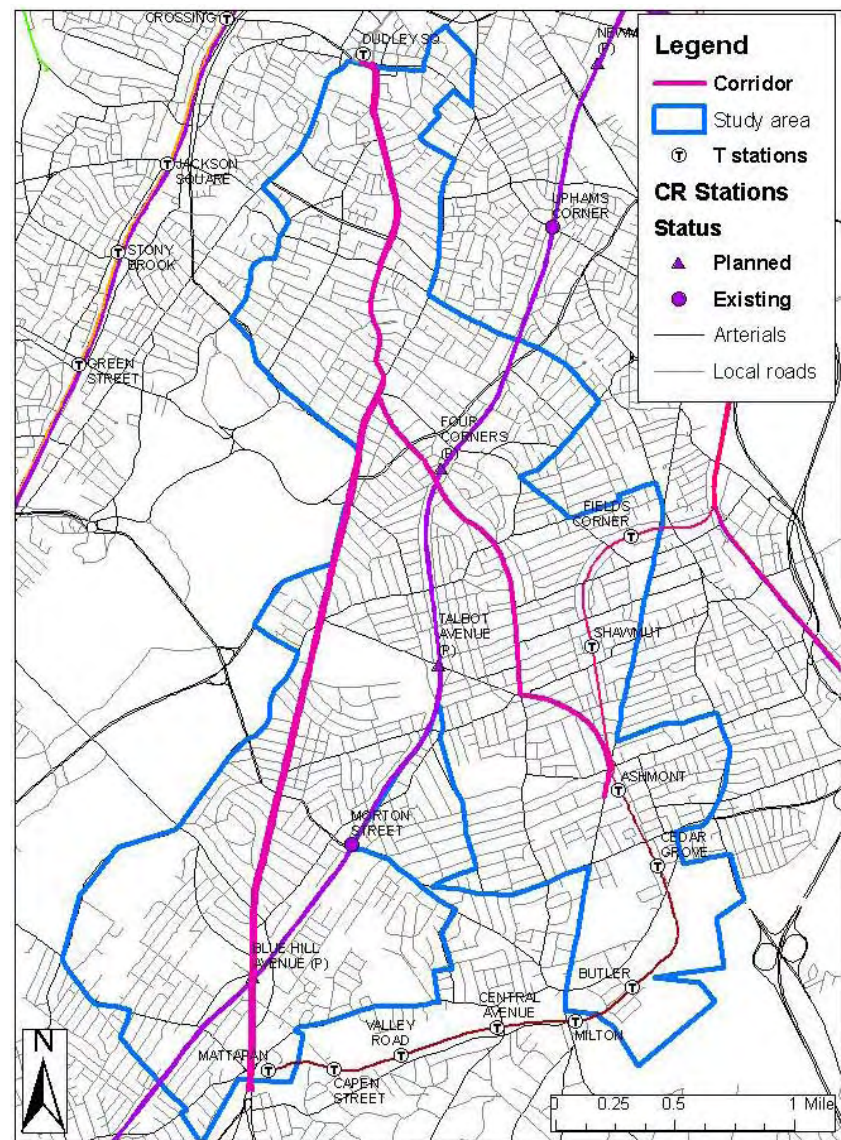 CROSSING
DUDLEY SQ.
JACKSON
SQUARE
STONY
BROOK
GREEN
STREET
UPHAMS
CORNER
FOUR
CORNERS
(P)
FIELDS
CORNER
TALBOT
AVENUE
(P)
SHAWMUT
ASHMONT
MORTON
STREET
CEDAR
GROVE
BLUE HILL
AVENUE (P)
BUTLER
CENTRAL
AVENUE
MILTON
VALLEY
ROAD
MATTAPAN
CAPEN
STREET
Legend
Corridor
Study area
T stations
CR Stations
Status
Planned
Existing
Arterials
Local roads
N
0 0.25 0.5 1 Mile